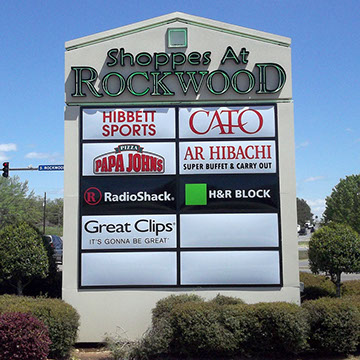 Shoppes At
ROCKWOOD
HIBBETT
SPORTS
CATO
PIZZA
PAPA JOHNS
AR HIBACHI
SUPER BUFFET & CARRY OUT
R RadioShack
H&R BLOCK
Great Clips®
IT'S GONNA BE GREAT®
S. ROCKWOOD